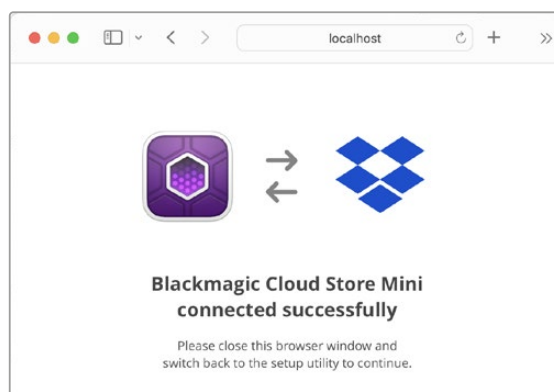 localhost
Blackmagic Cloud Store Mini
connected successfully
Please close this browser window and
switch back to the setup utility to continue.